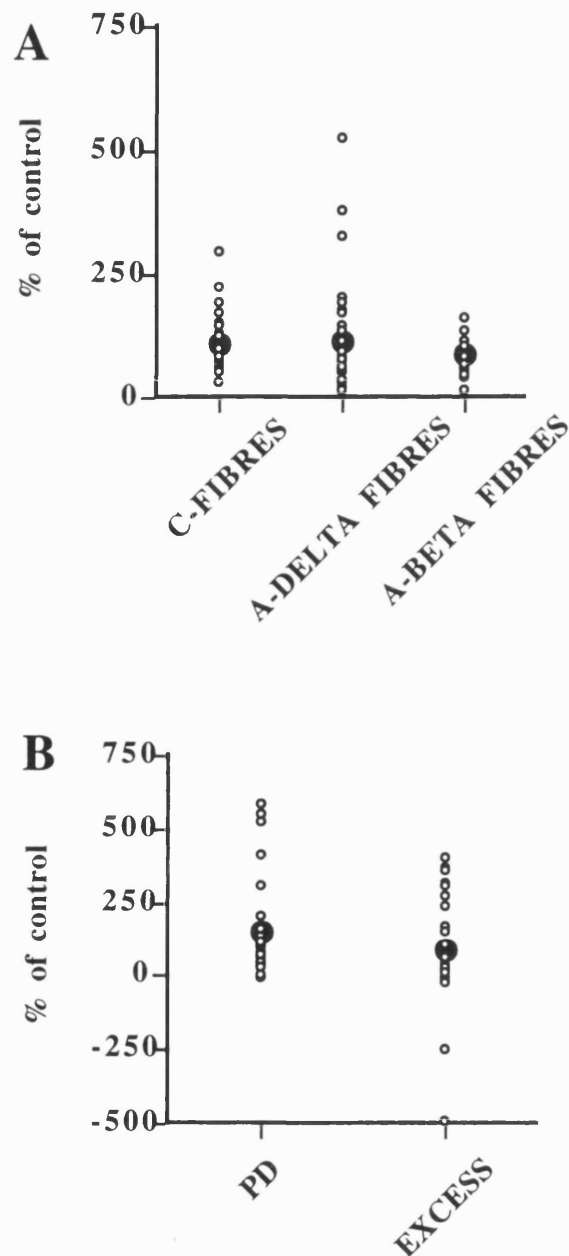 A
750
500
250
0
% of control
C-FIBRES
A-DELTA FIBRES
A-BETA FIBRES
B
750
500
250
0
-250
-500
% of control
PD
EXCESS